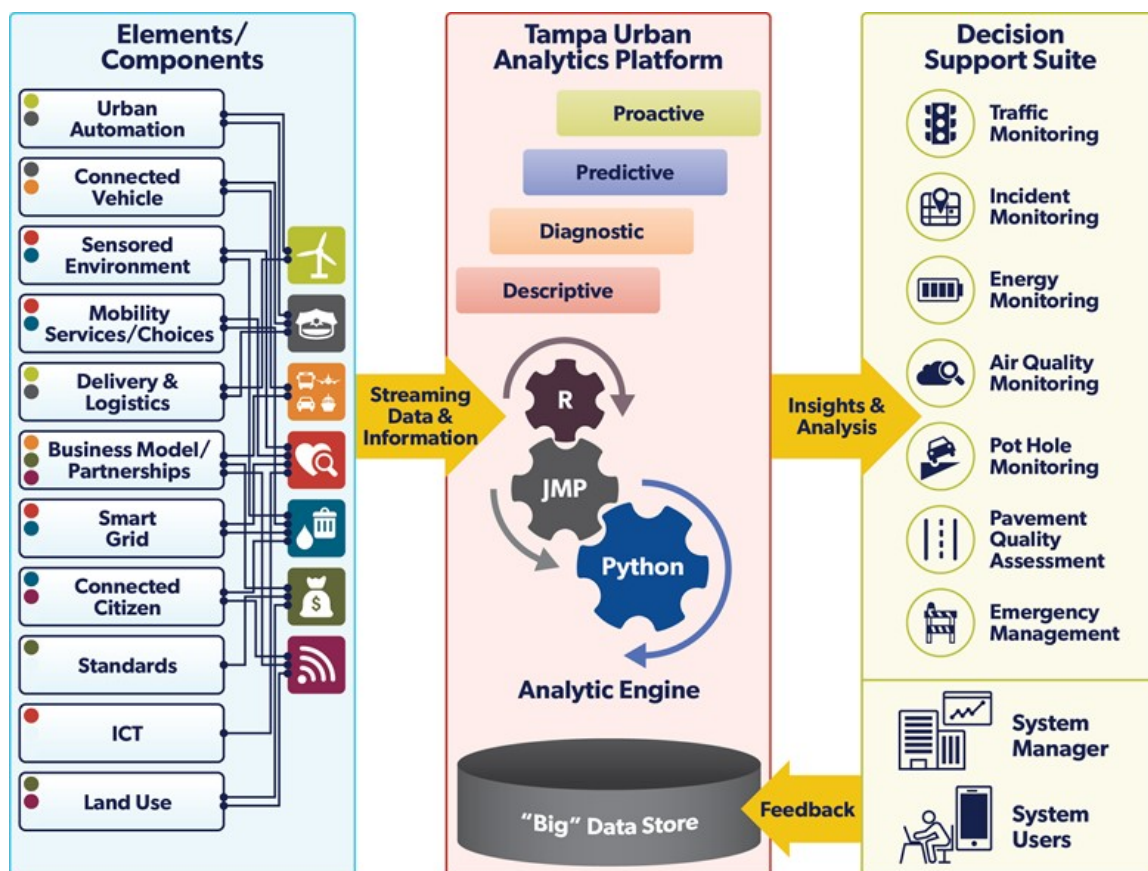 Elements/
Components
Urban
Automation
Connected
Vehicle
Sensored
Environment
Mobility
Services/Choices
Delivery &
Logistics
Business Model/
Partnerships
Smart
Grid
Connected
Citizen
Standards
ICT
Land Use
$
Streaming
Data &
Information
Tampa Urban
Analytics Platform
Proactive
Predictive
Diagnostic
Descriptive
R
JMP
Python
Analytic Engine
"Big" Data Store
Insights &
Analysis
Feedback
Decision
Support Suite
Traffic
Monitoring
Incident
Monitoring
Energy
Monitoring
Air Quality
Monitoring
Pot Hole
Monitoring
Pavement
Quality
Assessment
Emergency
Management
System
Manager
System
Users